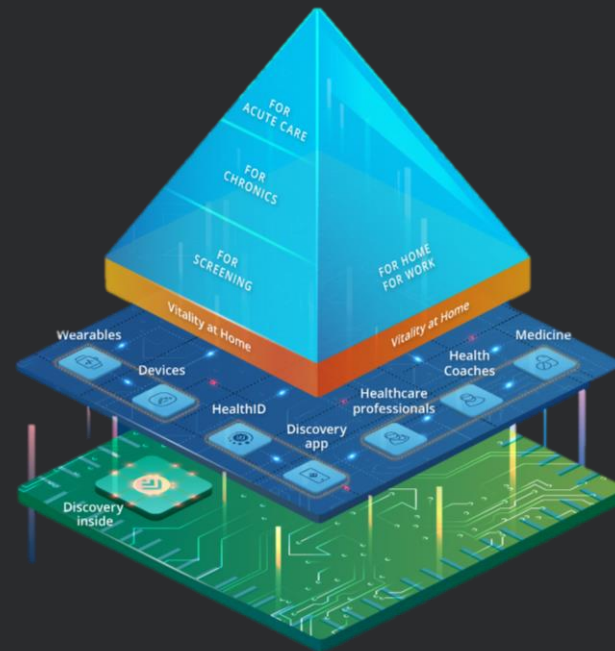 FOR
ACUTE CARE
FOR
CHRONICS
FOR
SCREENING
FOR HOME
FOR WORK
Vitality at Home
Vitality at Home
Wearables
Devices
HealthID
Discovery
app
Healthcare
professionals
Health
Coaches
Medicine
Discovery
inside